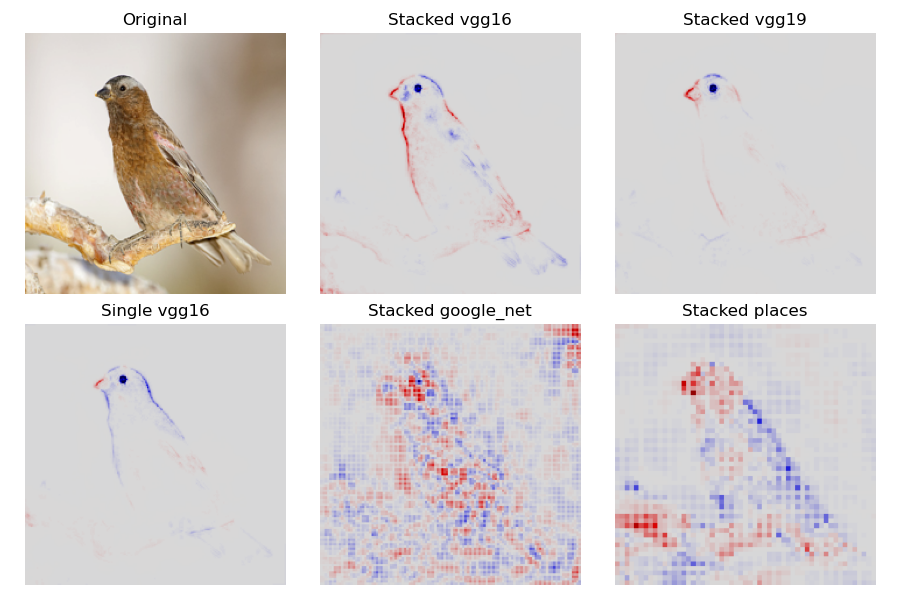 Original
Stacked vgg16
Stacked vgg19
Single vgg16
Stacked google_net
Stacked places